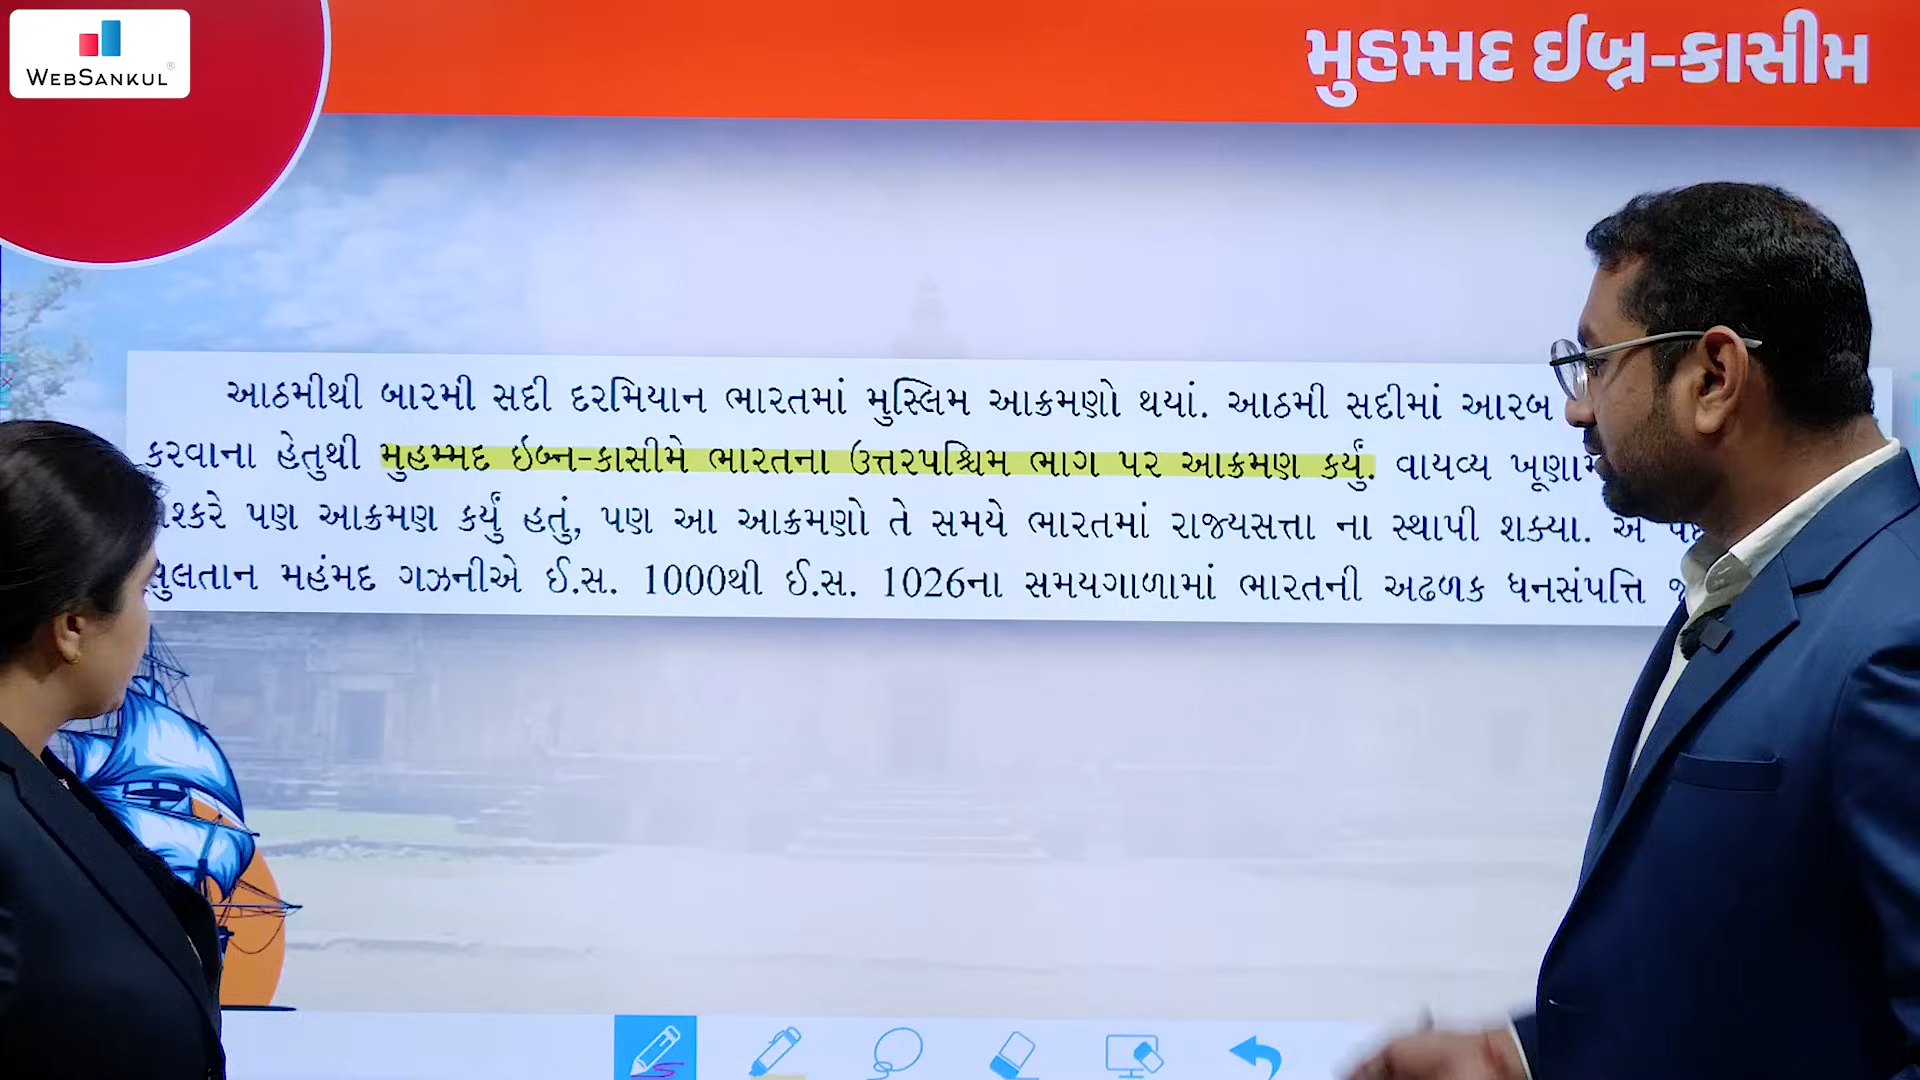 WEBSANKUL®
મુહમ્મદ ઈબ્ન-કાસીમ
આઠમીથી બારમી સદી દરમિયાન ભારતમાં મુસ્લિમ આક્રમણો થયાં. આઠમી સદીમાં આરબ
કરવાના હેતુથી મુહમ્મદ ઇબ્ન-કાસીમે ભારતના ઉત્તરપશ્ચિમ ભાગ પર આક્રમણ કર્યું. વાયવ્ય
પણ આક્રમણ કર્યું હતું, પણ આ આક્રમણો તે સમયે ભારતમાં રાજ્યસત્તા ના સ્થાપી શક્યા. એ
સુલતાન મહંમદ ગઝનીએ ઈ.સ. 1000થી ઈ.સ. 1026ના સમયગાળામાં ભારતની અઢળક ધનસંપત્તિ